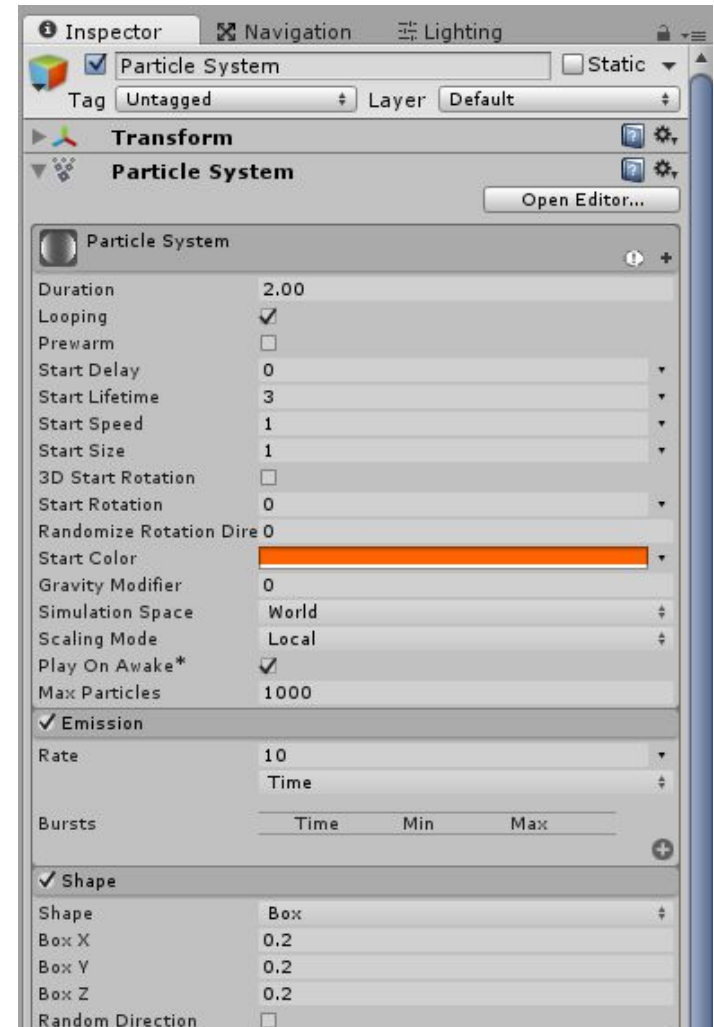 Inspector Navigation Lighting
Particle System Static
Tag Untagged Layer Default
Transform
Particle System
Open Editor...
Particle System
Duration 2.00
Looping
Prewarm
Start Delay 0
Start Lifetime 3
Start Speed 1
Start Size 1
3D Start Rotation
Start Rotation 0
Randomize Rotation Dire 0
Start Color
Gravity Modifier 0
Simulation Space World
Scaling Mode Local
Play On Awake*
Max Particles 1000
Emission
Rate 10
Time
Bursts Time Min Max
Shape
Shape Box
Box X 0.2
Box Y 0.2
Box Z 0.2
Random Direction